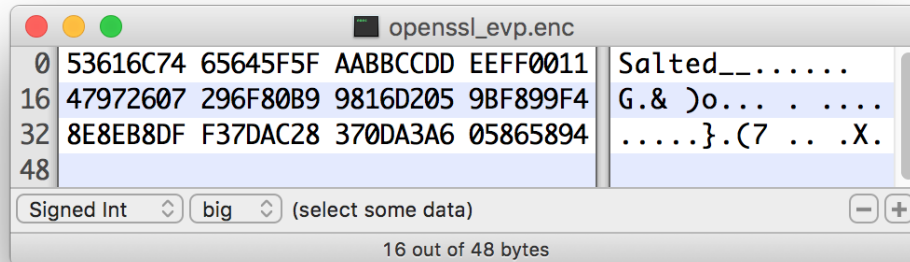 openssl_evp.enc
0 53616C74 65645F5F AABBCCDD EEFF0011 Salted__......
16 47972607 296F80B9 9816D205 9BF899F4 G.& )o... . ....
32 8E8EB8DF F37DAC28 370DA3A6 05865894 .....}.(7 .. .X.
48
Signed Int big (select some data)
16 out of 48 bytes